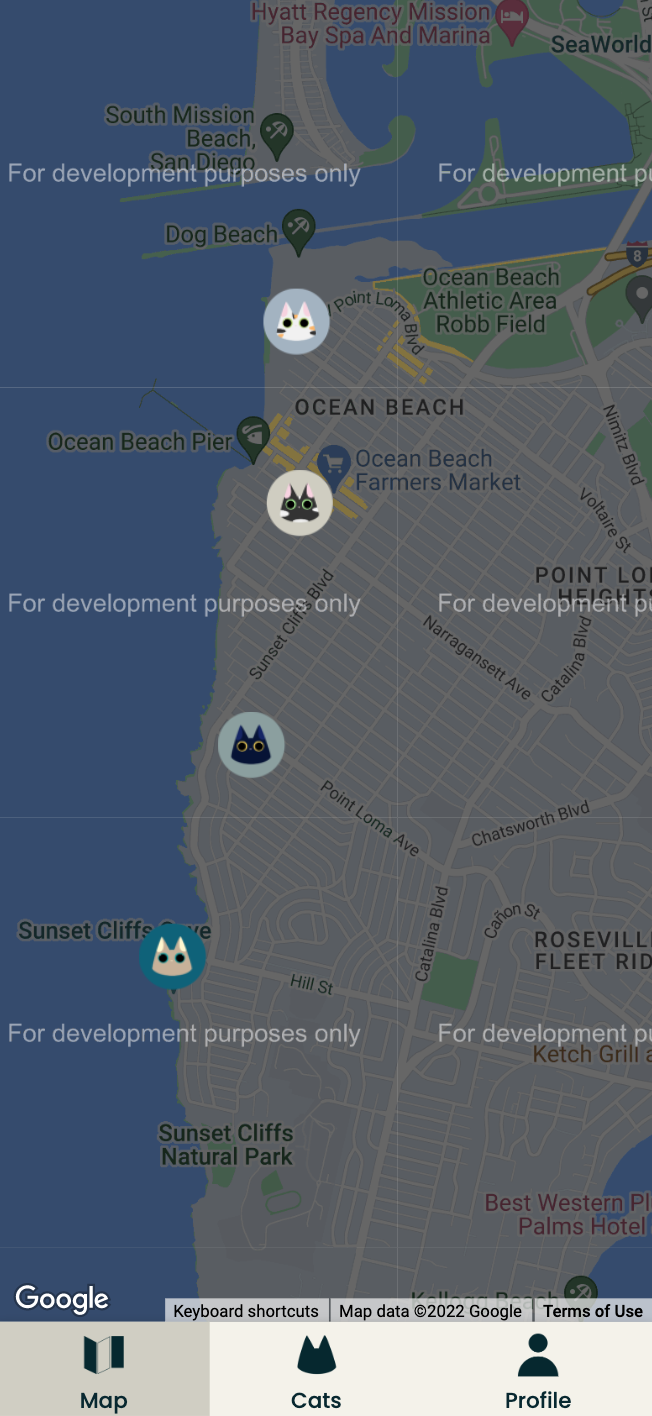 Hyatt Regency Mission
Bay Spa And Marina
SeaWorld
South Mission
Beach,
San Diego
For development purposes only
For development pu
Dog Beach
8
Ocean Beach
Athletic Area
Robb Field
Point Loma Blvd
OCEAN BEACH
Nimitz Blvd
Ocean Beach Pier
Ocean Beach
Farmers Market
Voltaire St
POINT LO
HEIGHTS
For development purposes only
For development pu
Sunset Cliffs Blvd
Narragansett Ave
Catalina Blvd
Point Loma Ave
Chatsworth Blvd
Catalina Blvd
Cañon St
Sunset Cliffs
ROSEVILL
FLEET RID
Hill St
For development purposes only
For development pu
Ketch Grill a
Sunset Cliffs
Natural Park
Best Western Pl
Palms Hotel
Kellogg Beach
Google
Keyboard shortcuts
Map data ©2022 Google
Terms of Use
Map
Cats
Profile